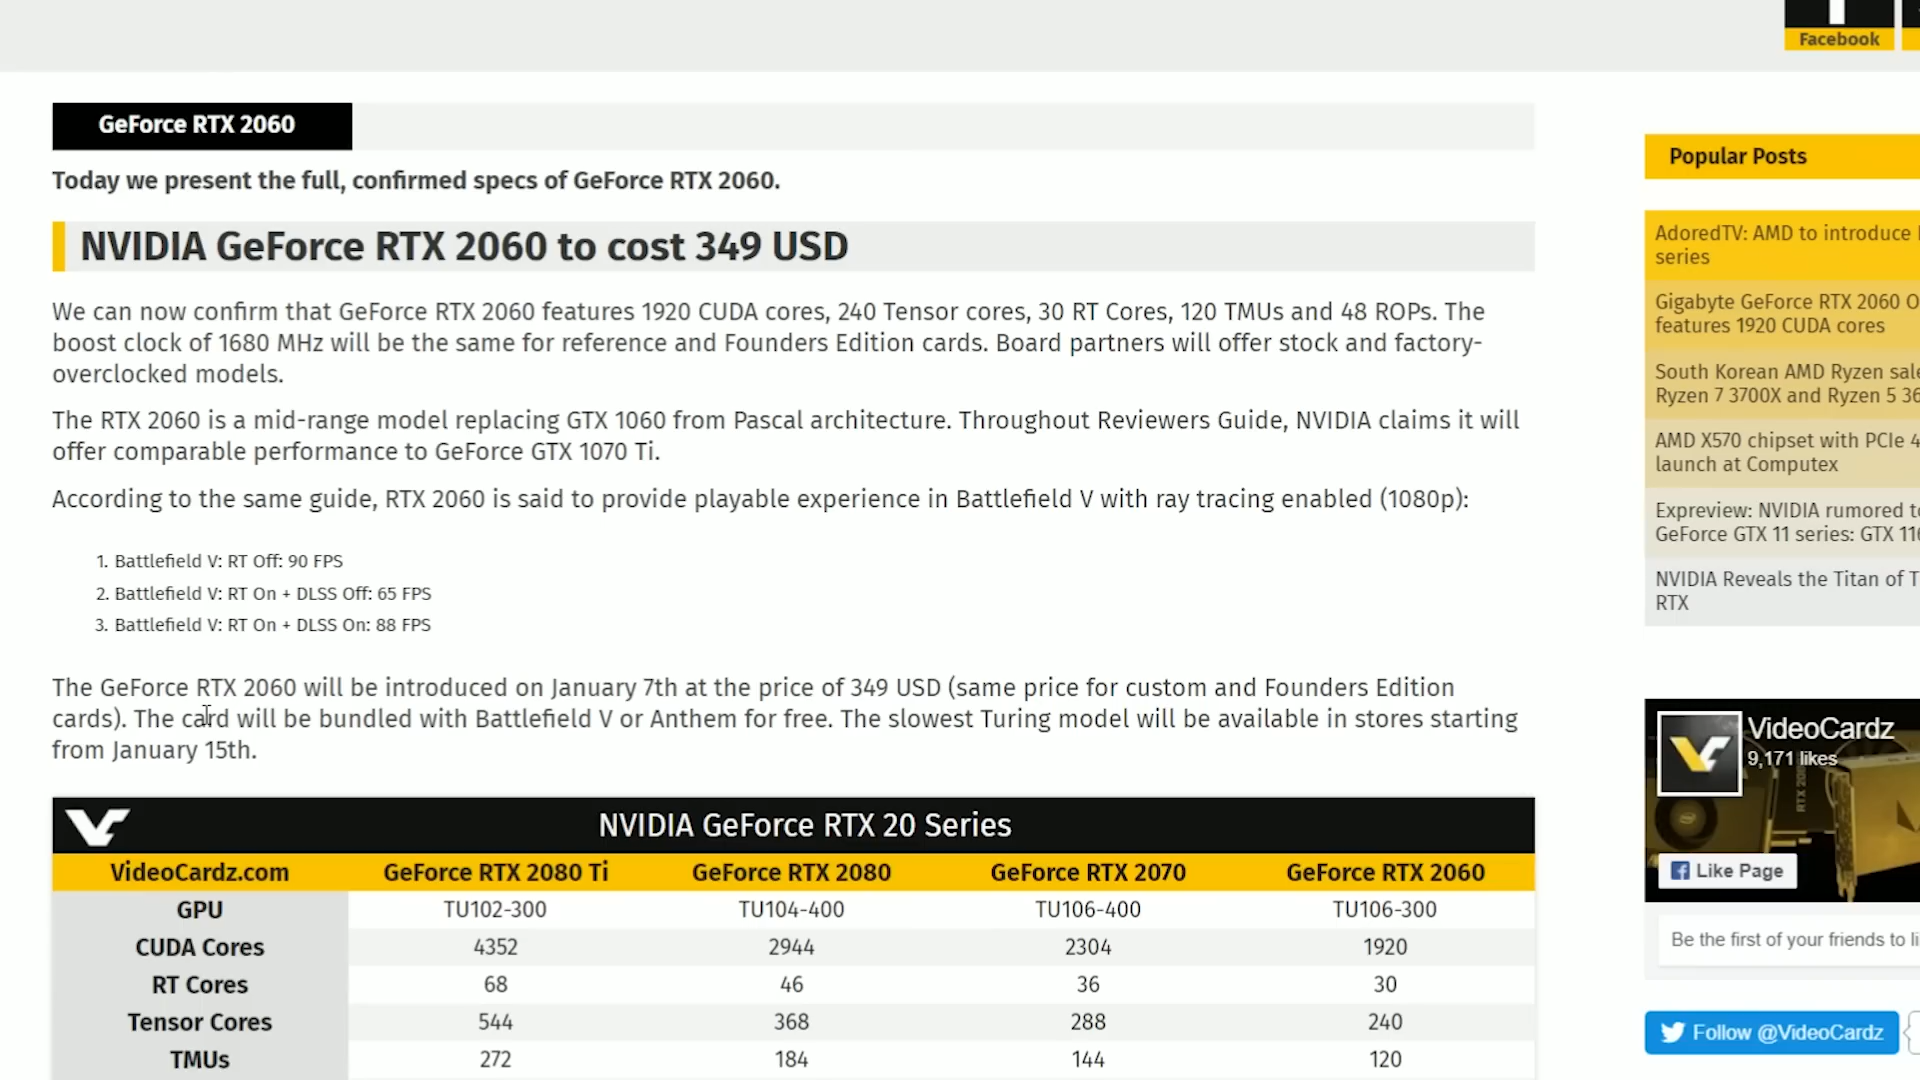 Facebook
GeForce RTX 2060
Today we present the full, confirmed specs of GeForce RTX 2060.
NVIDIA GeForce RTX 2060 to cost 349 USD
We can now confirm that GeForce RTX 2060 features 1920 CUDA cores, 240 Tensor cores, 30 RT Cores, 120 TMUs and 48 ROPs. The
boost clock of 1680 MHz will be the same for reference and Founders Edition cards. Board partners will offer stock and factory-
overclocked models.
The RTX 2060 is a mid-range model replacing GTX 1060 from Pascal architecture. Throughout Reviewers Guide, NVIDIA claims it will
offer comparable performance to GeForce GTX 1070 Ti.
According to the same guide, RTX 2060 is said to provide playable experience in Battlefield V with ray tracing enabled (1080p):
1. Battlefield V: RT Off: 90 FPS
2. Battlefield V: RT On + DLSS Off: 65 FPS
3. Battlefield V: RT On + DLSS On: 88 FPS
The GeForce RTX 2060 will be introduced on January 7th at the price of 349 USD (same price for custom and Founders Edition
cards). The card will be bundled with Battlefield V or Anthem for free. The slowest Turing model will be available in stores starting
from January 15th.
NVIDIA GeForce RTX 20 Series
VideoCardz.com GeForce RTX 2080 Ti GeForce RTX 2080 GeForce RTX 2070 GeForce RTX 2060
GPU TU102-300 TU104-400 TU106-400 TU106-300
CUDA Cores 4352 2944 2304 1920
RT Cores 68 46 36 30
Tensor Cores 544 368 288 240
TMUs 272 184 144 120
Popular Posts
AdoredTV: AMD to introduce
series
Gigabyte GeForce RTX 2060 O
features 1920 CUDA cores
South Korean AMD Ryzen sale
Ryzen 7 3700X and Ryzen 5 36
AMD X570 chipset with PCIe 4
launch at Computex
Expreview: NVIDIA rumored to
GeForce GTX 11 series: GTX 116
NVIDIA Reveals the Titan of T
RTX
VideoCardz
9,171 likes
Like Page
Be the first of your friends to li
Follow @VideoCardz